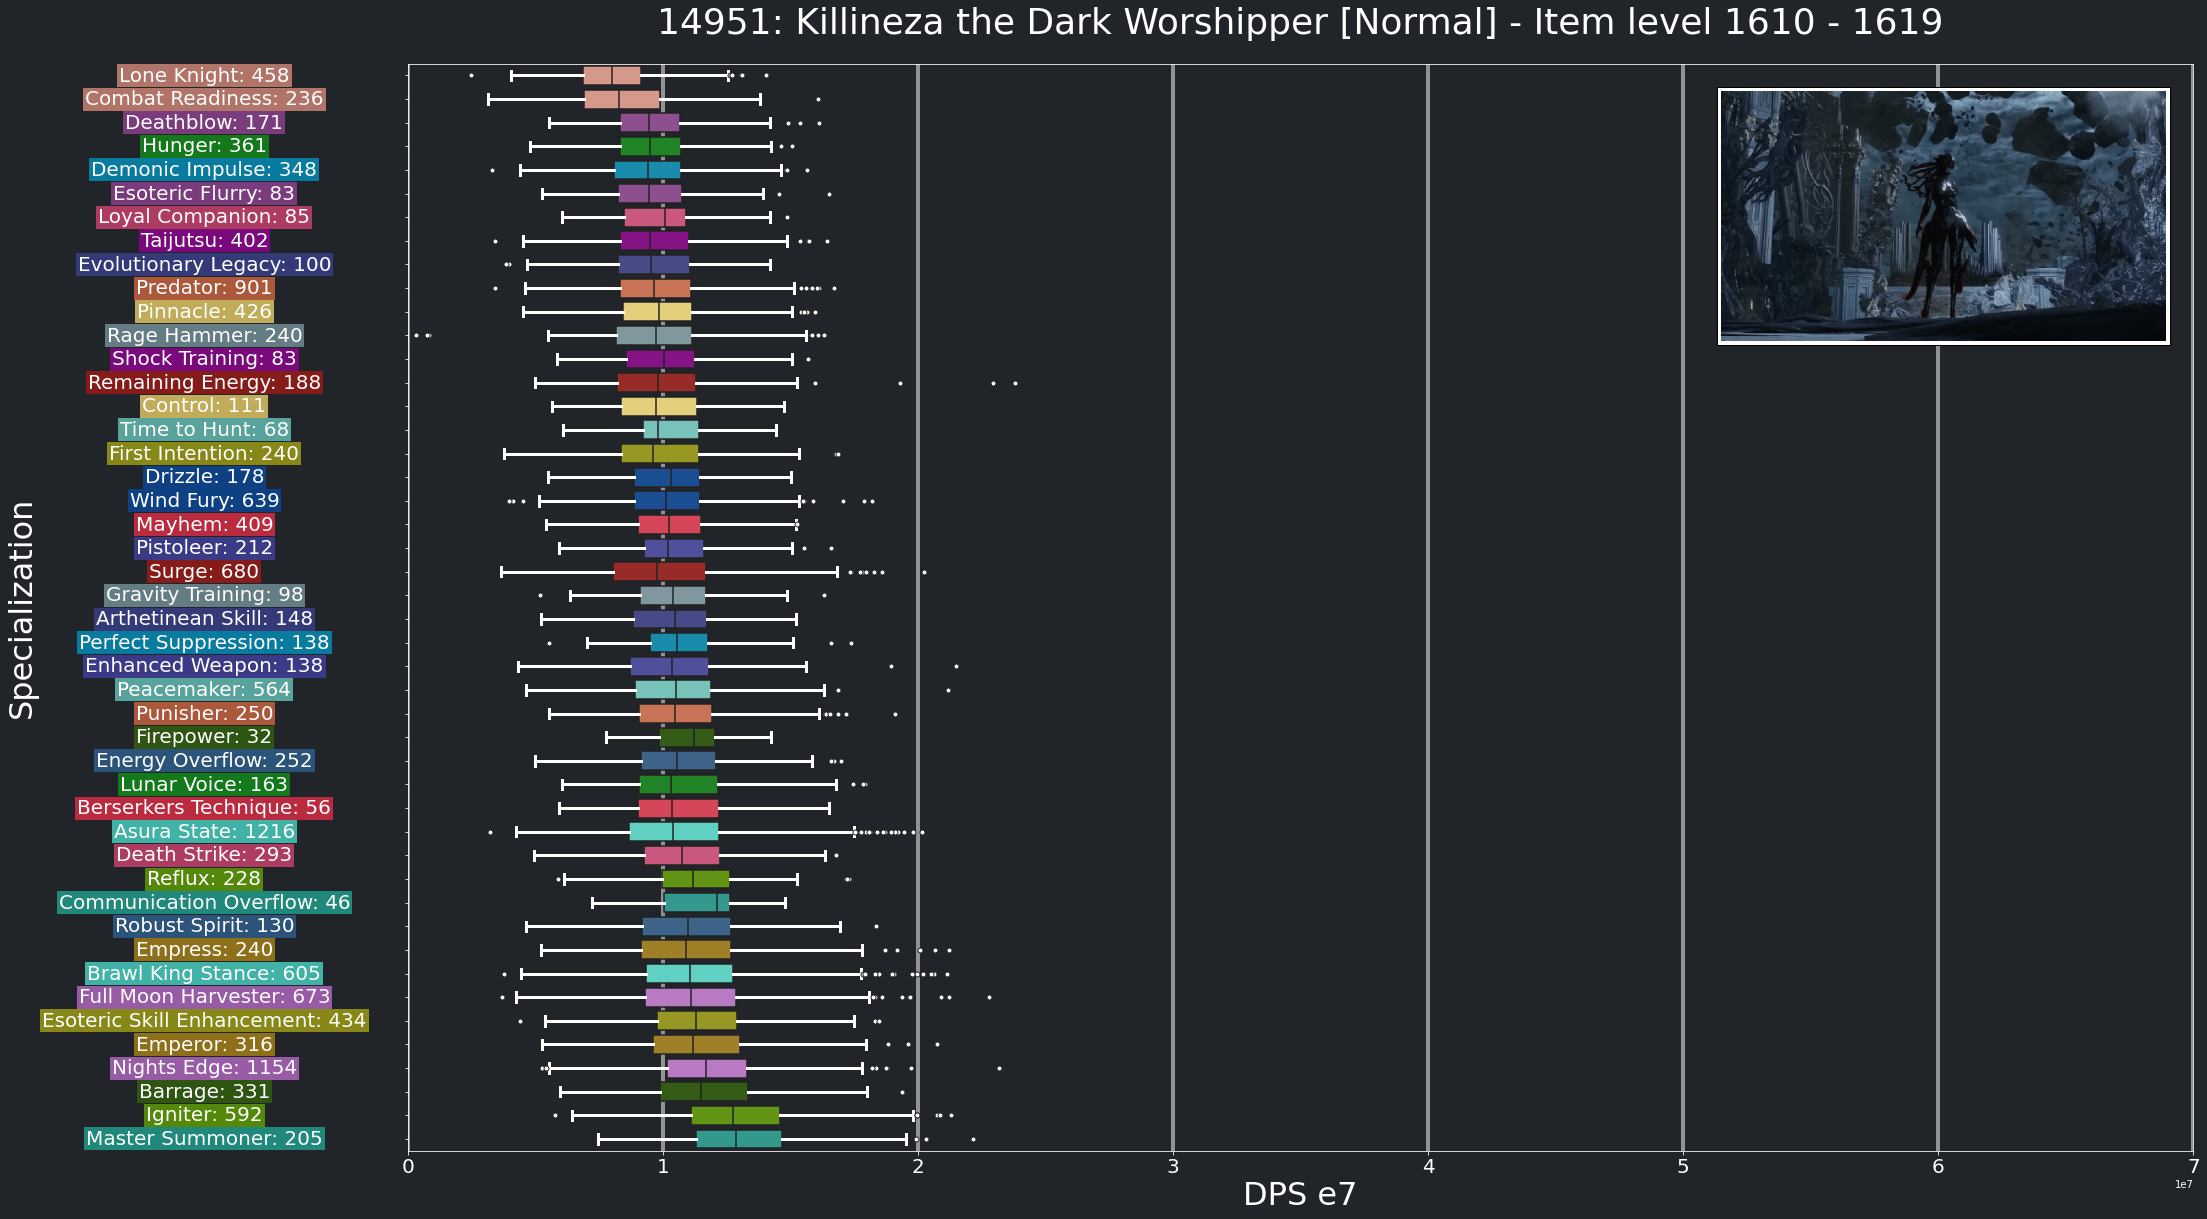 14951: Killineza the Dark Worshipper [Normal] - Item level 1610 - 1619
Specialization
Lone Knight: 458
Combat Readiness: 236
Deathblow: 171
Hunger: 361
Demonic Impulse: 348
Esoteric Flurry: 83
Loyal Companion: 85
Taijutsu: 402
Evolutionary Legacy: 100
Predator: 901
Pinnacle: 426
Rage Hammer: 240
Shock Training: 83
Remaining Energy: 188
Control: 111
Time to Hunt: 68
First Intention: 240
Drizzle: 178
Wind Fury: 639
Mayhem: 409
Pistoleer: 212
Surge: 680
Gravity Training: 98
Arthetinean Skill: 148
Perfect Suppression: 138
Enhanced Weapon: 138
Peacemaker: 564
Punisher: 250
Firepower: 32
Energy Overflow: 252
Lunar Voice: 163
Berserkers Technique: 56
Asura State: 1216
Death Strike: 293
Reflux: 228
Communication Overflow: 46
Robust Spirit: 130
Empress: 240
Brawl King Stance: 605
Full Moon Harvester: 673
Esoteric Skill Enhancement: 434
Emperor: 316
Nights Edge: 1154
Barrage: 331
Igniter: 592
Master Summoner: 205
0 1 2 3 4 5 6 7
1e7
DPS e7